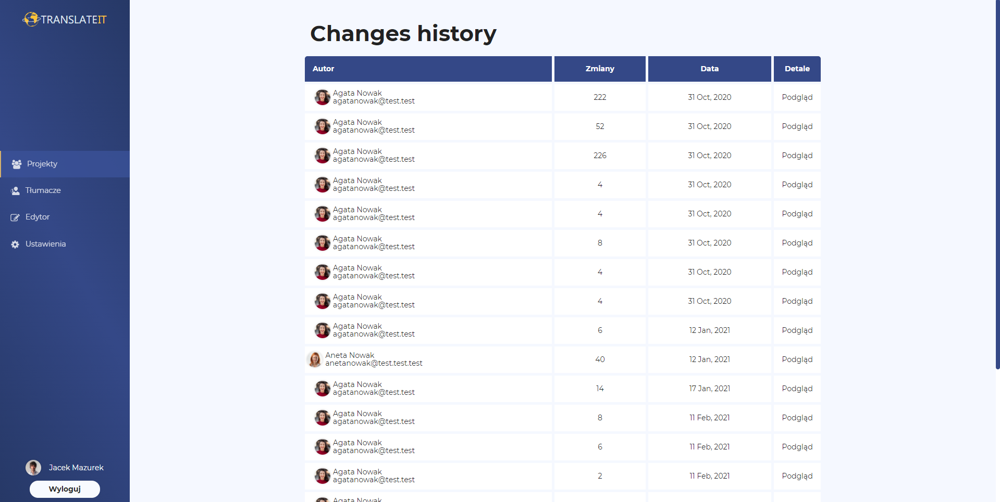 TRANSLATEIT
Projekty
Tłumacze
Edytor
Ustawienia
Jacek Mazurek
Wyloguj
Changes history
Autor Zmiany Data Detale
Agata Nowak
agatanowak@test.test 222 31 Oct, 2020 Podgląd
Agata Nowak
agatanowak@test.test 52 31 Oct, 2020 Podgląd
Agata Nowak
agatanowak@test.test 226 31 Oct, 2020 Podgląd
Agata Nowak
agatanowak@test.test 4 31 Oct, 2020 Podgląd
Agata Nowak
agatanowak@test.test 4 31 Oct, 2020 Podgląd
Agata Nowak
agatanowak@test.test 8 31 Oct, 2020 Podgląd
Agata Nowak
agatanowak@test.test 4 31 Oct, 2020 Podgląd
Agata Nowak
agatanowak@test.test 4 31 Oct, 2020 Podgląd
Agata Nowak
agatanowak@test.test 6 12 Jan, 2021 Podgląd
Aneta Nowak
anetanowak@test.test.test 40 12 Jan, 2021 Podgląd
Agata Nowak
agatanowak@test.test 14 17 Jan, 2021 Podgląd
Agata Nowak
agatanowak@test.test 8 11 Feb, 2021 Podgląd
Agata Nowak
agatanowak@test.test 6 11 Feb, 2021 Podgląd
Agata Nowak
agatanowak@test.test 2 11 Feb, 2021 Podgląd
Agata Nowak